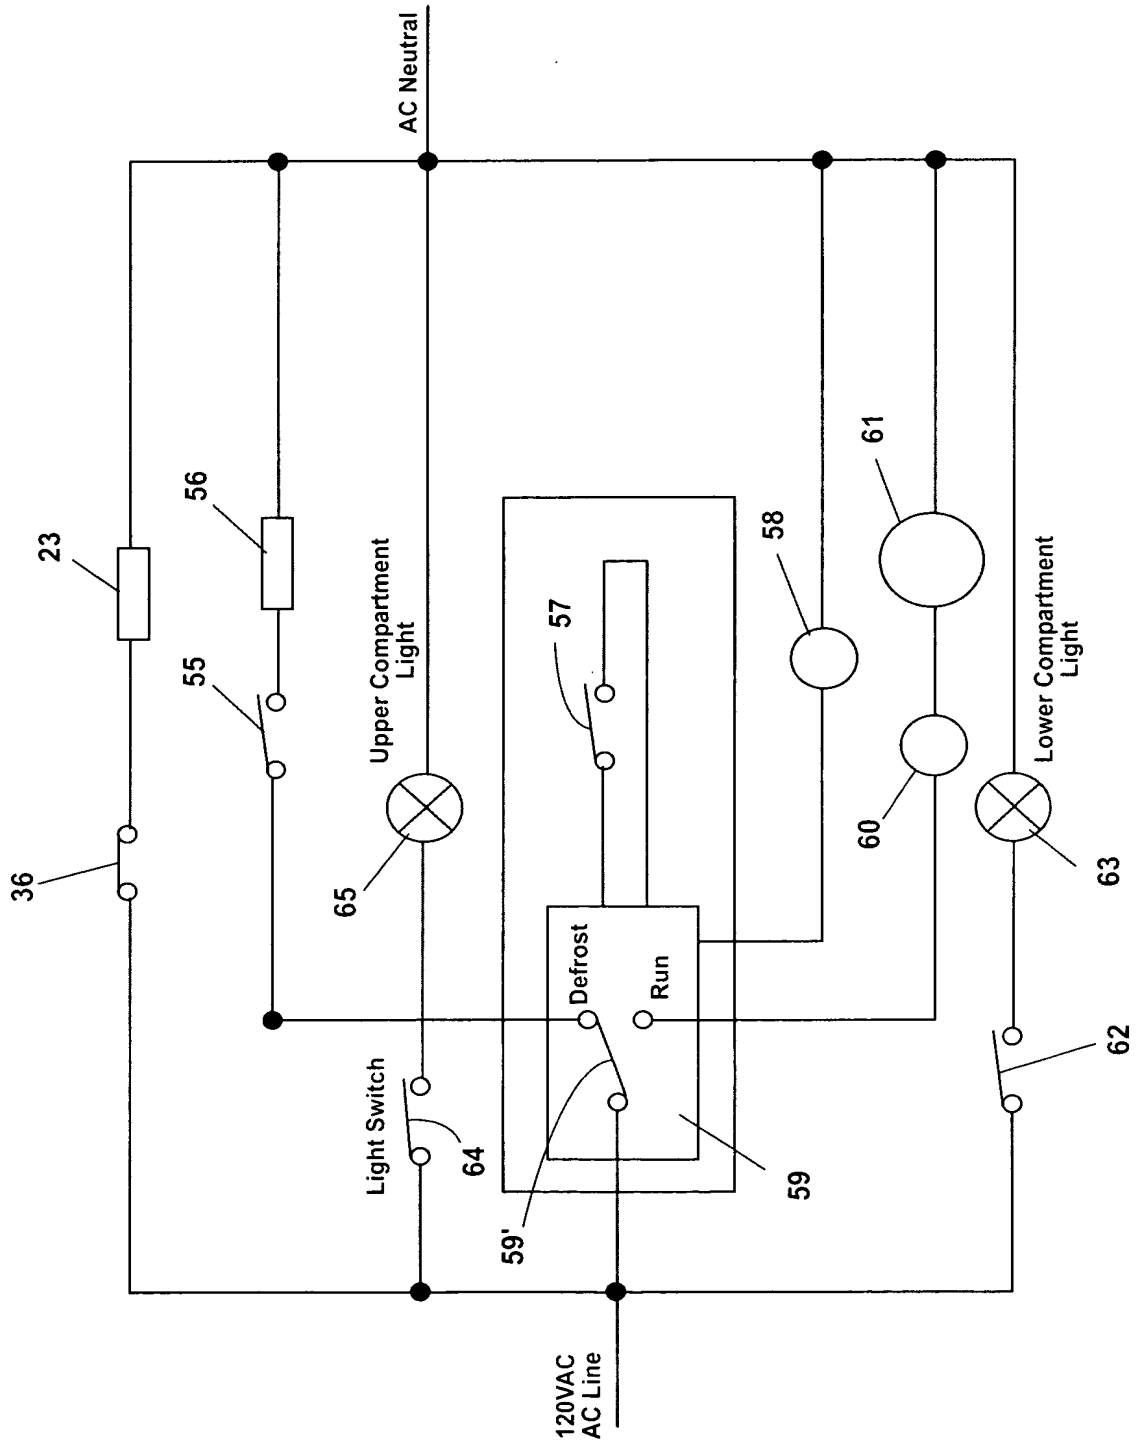 AC Neutral
23
56
55
36
Upper Compartment
Light
65
57
58
61
60
Lower Compartment
Light
63
62
Defrost
Run
Light Switch
64
59'
59
120VAC
AC Line